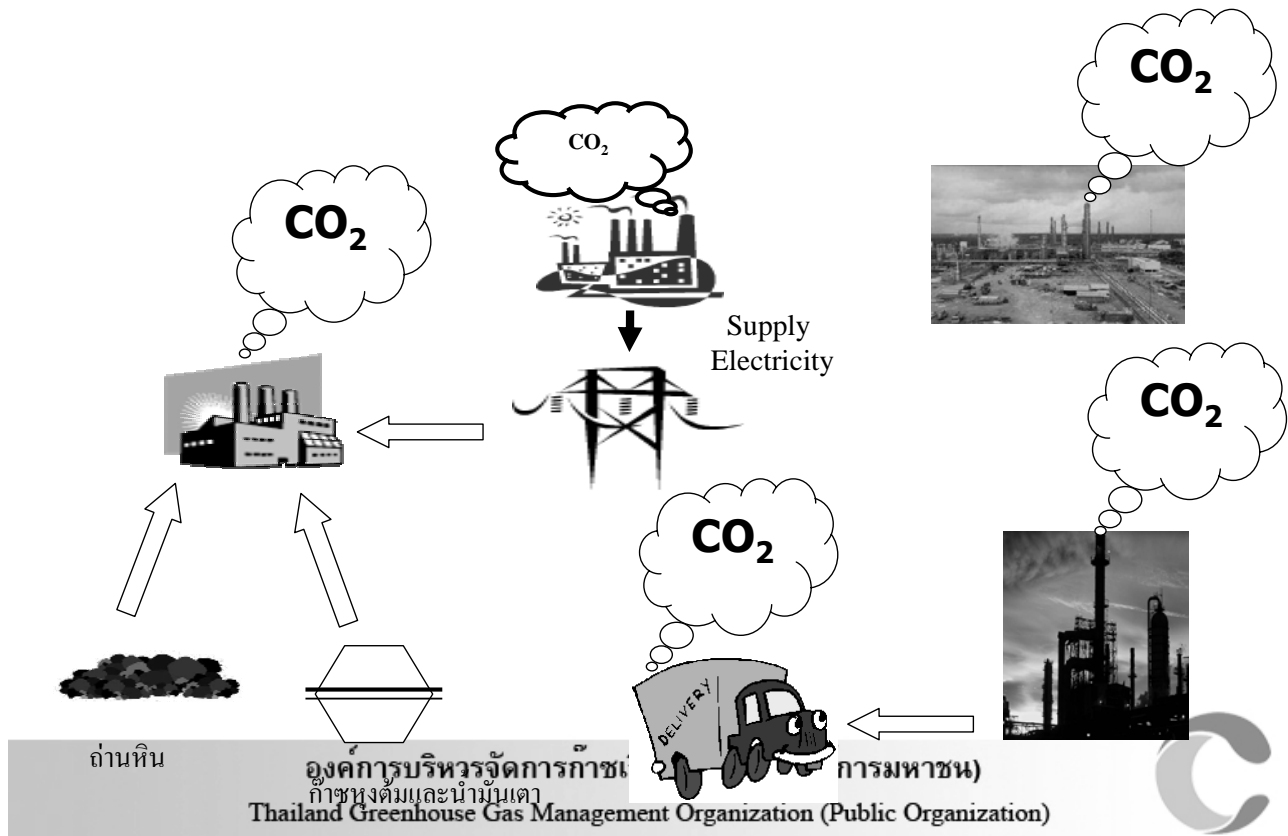 CO₂
CO₂
CO₂
Supply
Electricity
CO₂
CO₂
DELIVERY
ถ่านหิน
องค์การบริหารจัดการก๊าซเ
การมหาชน)
ก๊าซหุงต้มและน้ำมันเตา
Thailand Greenhouse Gas Management Organization (Public Organization)